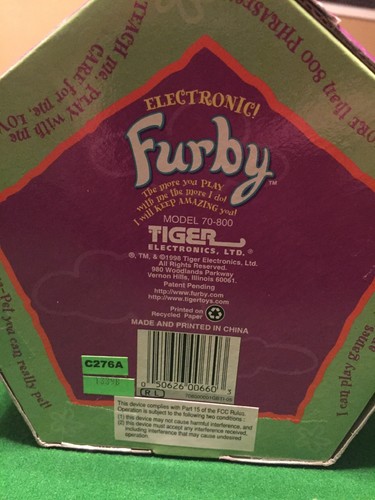 TEACH me, PLAY with me
CARE for me, LOV
ORE than 800 PHRASES
ELECTRONIC!
Furby™
The more you PLAY
with me the more I do!
I will KEEP AMAZING you!
MODEL 70-800
TIGER®
ELECTRONICS, LTD.
®, TM, & ©1998 Tiger Electronics, Ltd.
All Rights Reserved.
980 Woodlands Parkway
Vernon Hills, Illinois 60061.
Patent Pending
http://www.furby.com
http://www.tigertoys.com
Printed on
Recycled Paper
MADE AND PRINTED IN CHINA
C276A
0 50626 00660 3
R L
This device complies with Part 15 of the FCC Rules.
Operation is subject to the following two conditions:
(1) this device may not cause harmful interference, and
(2) this device must accept any interference received,
including interference that may cause undesired
operation.
-Pet you can really pet!
I can play games